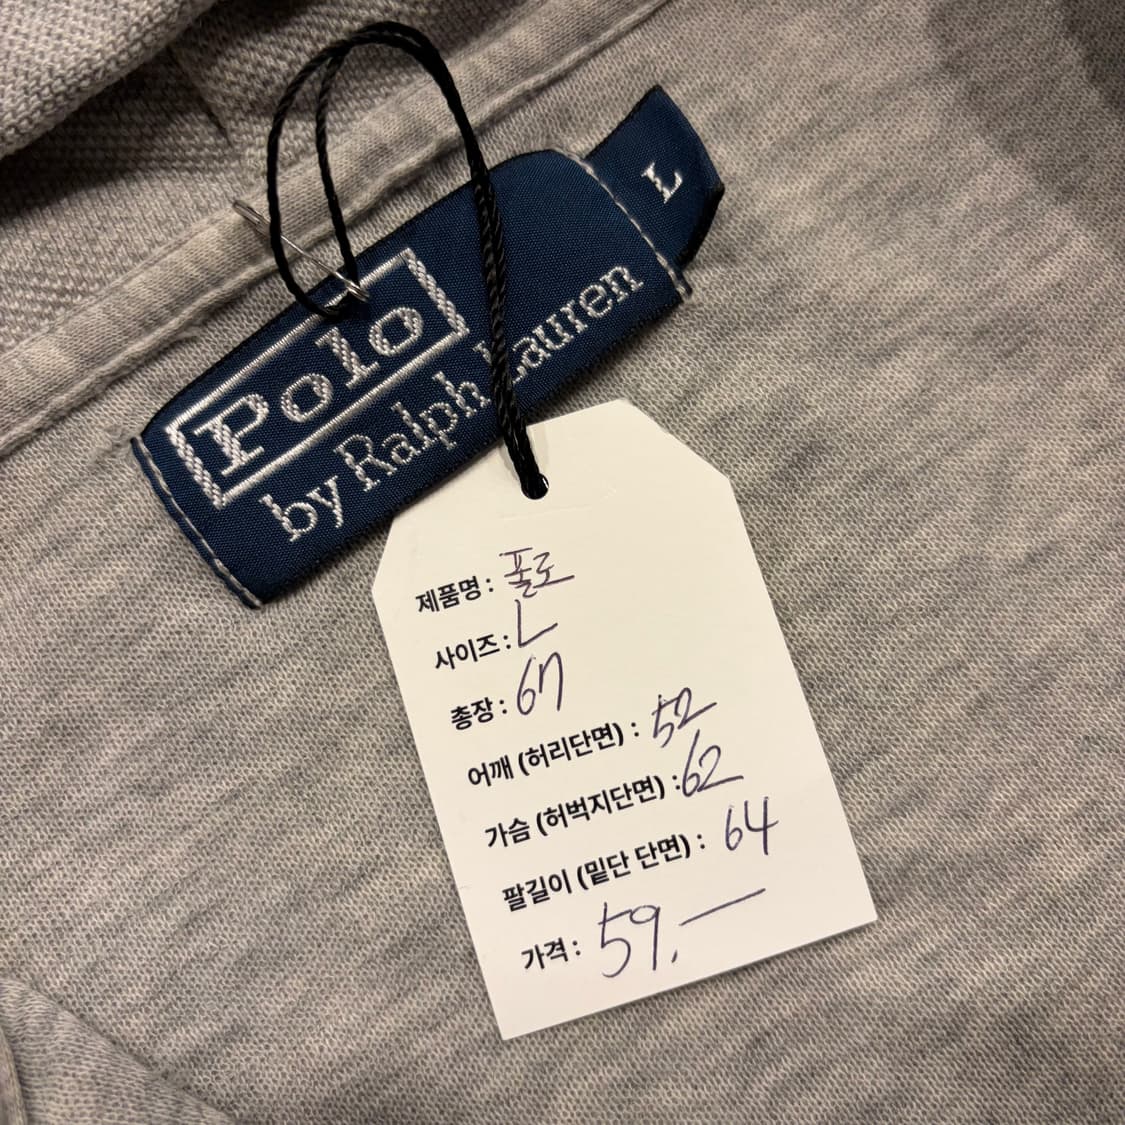 L
Polo
by Ralph Lauren
제품명 : 폴로
사이즈 : L
총장 : 67
어깨 (허리단면) : 52
가슴 (허벅지단면) : 62
팔길이 (밑단 단면) : 64
가격 : 59.—